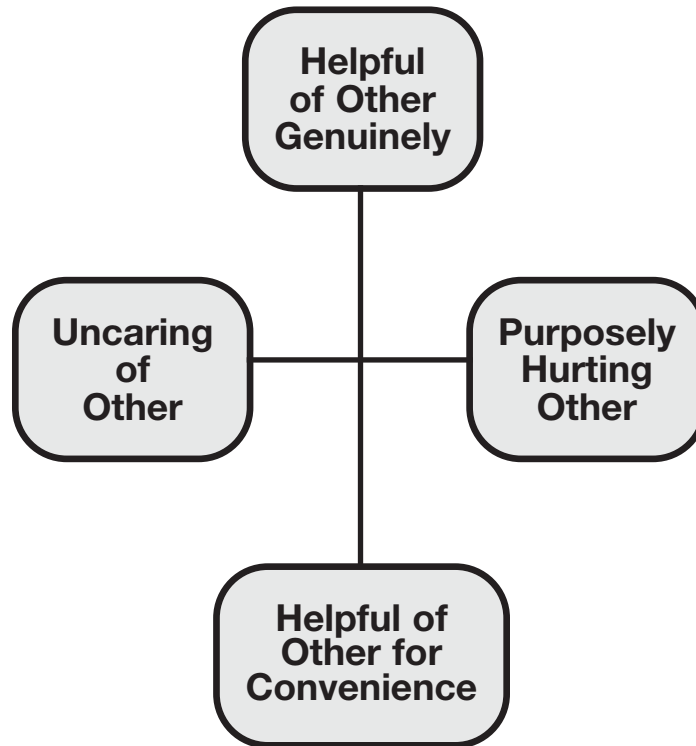 Helpful
of Other
Genuinely
Uncaring
of
Other
Purposely
Hurting
Other
Helpful of
Other for
Convenience